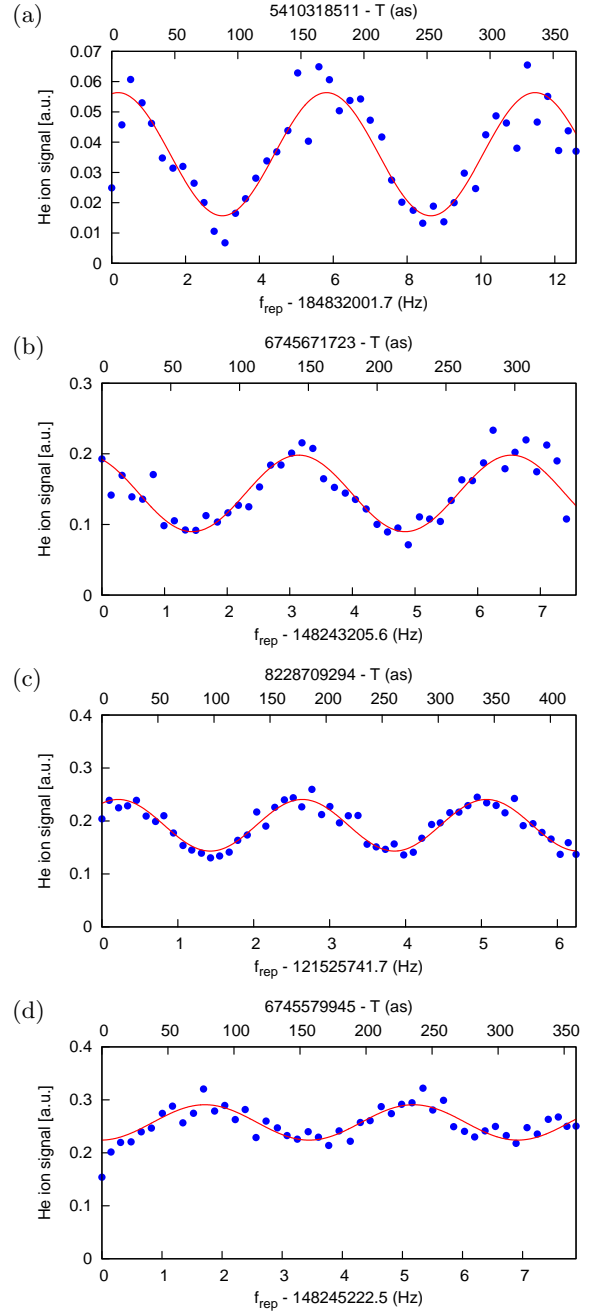 (a)
5410318511 - T (as)
0 50 100 150 200 250 300 350
0.07
0.06
0.05
0.04
0.03
0.02
0.01
0
He ion signal [a.u.]
0 2 4 6 8 10 12
f_rep - 184832001.7 (Hz)
(b)
6745671723 - T (as)
0 50 100 150 200 250 300
0.3
0.2
0.1
0
He ion signal [a.u.]
0 1 2 3 4 5 6 7
f_rep - 148243205.6 (Hz)
(c)
8228709294 - T (as)
0 50 100 150 200 250 300 350 400
0.4
0.3
0.2
0.1
0
He ion signal [a.u.]
0 1 2 3 4 5 6
f_rep - 121525741.7 (Hz)
(d)
6745579945 - T (as)
0 50 100 150 200 250 300 350
0.4
0.3
0.2
0.1
0
He ion signal [a.u.]
0 1 2 3 4 5 6 7
f_rep - 148245222.5 (Hz)